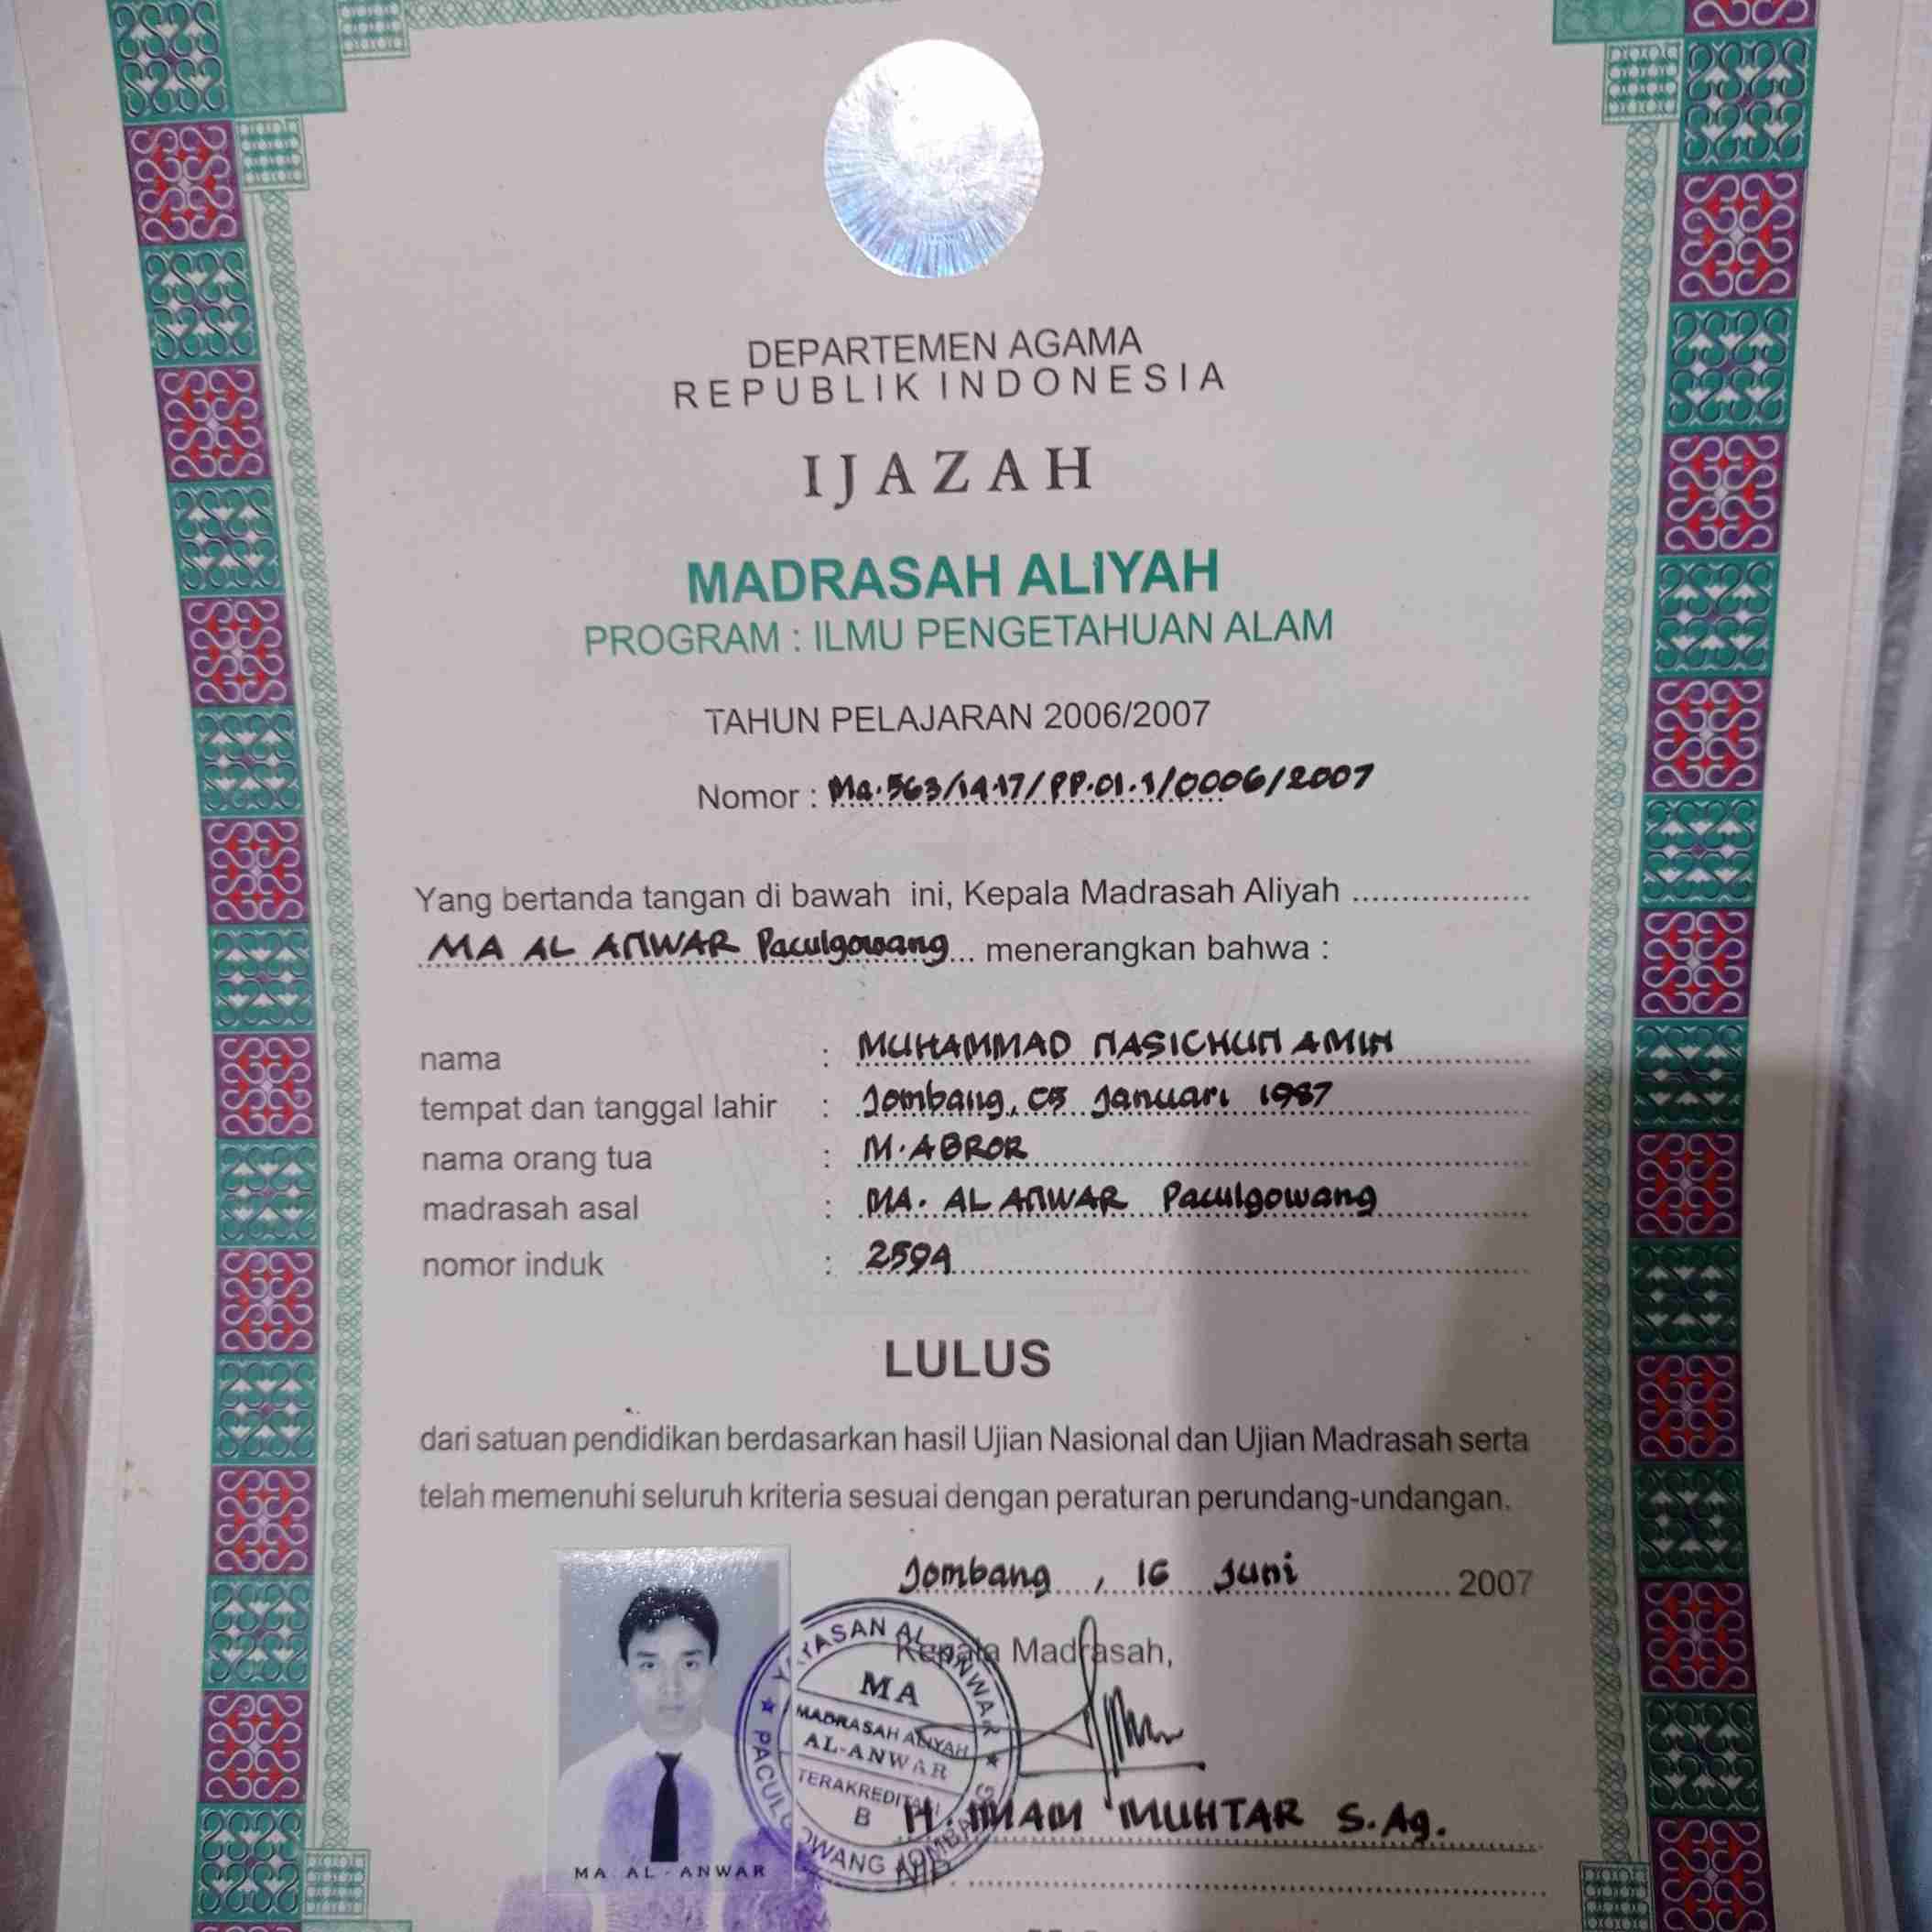 DEPARTEMEN AGAMA
REPUBLIK INDONESIA
IJAZAH
MADRASAH ALIYAH
PROGRAM : ILMU PENGETAHUAN ALAM
TAHUN PELAJARAN 2006/2007
Nomor : Ma.563/14.17/PP.01.1/0006/2007
Yang bertanda tangan di bawah ini, Kepala Madrasah Aliyah ..................
MA AL ANWAR Paculgowang... menerangkan bahwa :
nama : MUHAMMAD NASICHUN AMIN
tempat dan tanggal lahir : Jombang, 05 Januari 1987
nama orang tua : M. ABROR
madrasah asal : MA. AL ANWAR Paculgowang
nomor induk : 2594
LULUS
dari satuan pendidikan berdasarkan hasil Ujian Nasional dan Ujian Madrasah serta
telah memenuhi seluruh kriteria sesuai dengan peraturan perundang-undangan.
Jombang, 16 Juni 2007
Kepala Madrasah,
YAYASAN AL ANWAR
MA
MADRASAH ALIYAH
AL-ANWAR
TERAKREDITASI
B
PACULGOWANG JOMBANG
H. IMAM MUHTAR S.Ag.
NIP.
MA AL-ANWAR